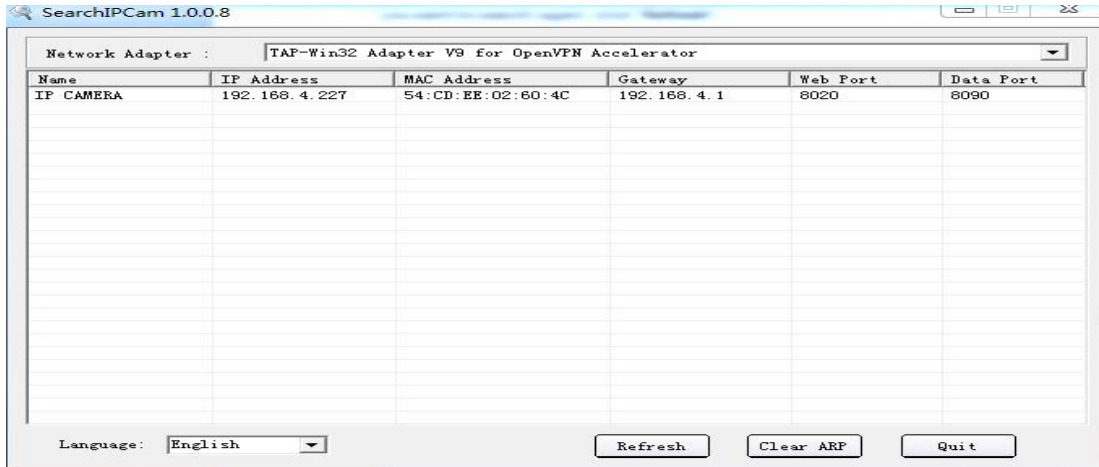 SearchIPCam 1.0.0.8
Network Adapter : TAP-Win32 Adapter V9 for OpenVPN Accelerator
Name IP Address MAC Address Gateway Web Port Data Port
IP CAMERA 192.168.4.227 54:CD:EE:02:60:4C 192.168.4.1 8020 8090
Language: English Refresh Clear ARP Quit